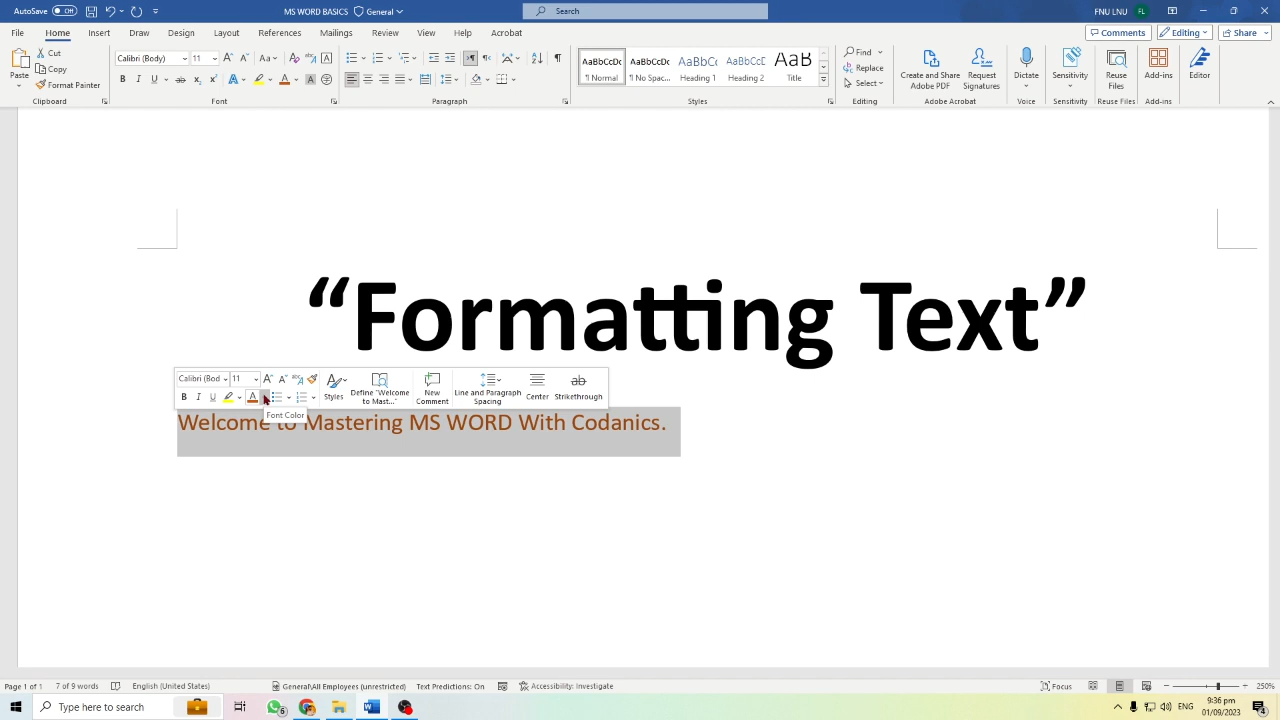 AutoSave Off MS WORD BASICS General Search FNU LNU FL
File Home Insert Draw Design Layout References Mailings Review View Help Acrobat Comments Editing Share
Paste Cut Copy Format Painter
Calibri (Body) 11
AaBbCcDc ¶ Normal AaBbCcDc ¶ No Spac... AaBbCc Heading 1 AaBbCcE Heading 2 AaB Title
Find Replace Select
Create and Share Adobe PDF Request Signatures Dictate Sensitivity Reuse Files Add-ins Editor
Clipboard Font Paragraph Styles Editing Adobe Acrobat Voice Sensitivity Reuse Files Add-ins
“Formatting Text”
Calibri (Bod 11
Styles Define "Welcome to Mast..." New Comment Line and Paragraph Spacing Center Strikethrough
Font Color
Welcome to Mastering MS WORD With Codanics.
Page 1 of 1 7 of 9 words English (United States) General\All Employees (unrestricted) Text Predictions: On Accessibility: Investigate Focus 250%
Type here to search ENG 9:36 pm 01/09/2023